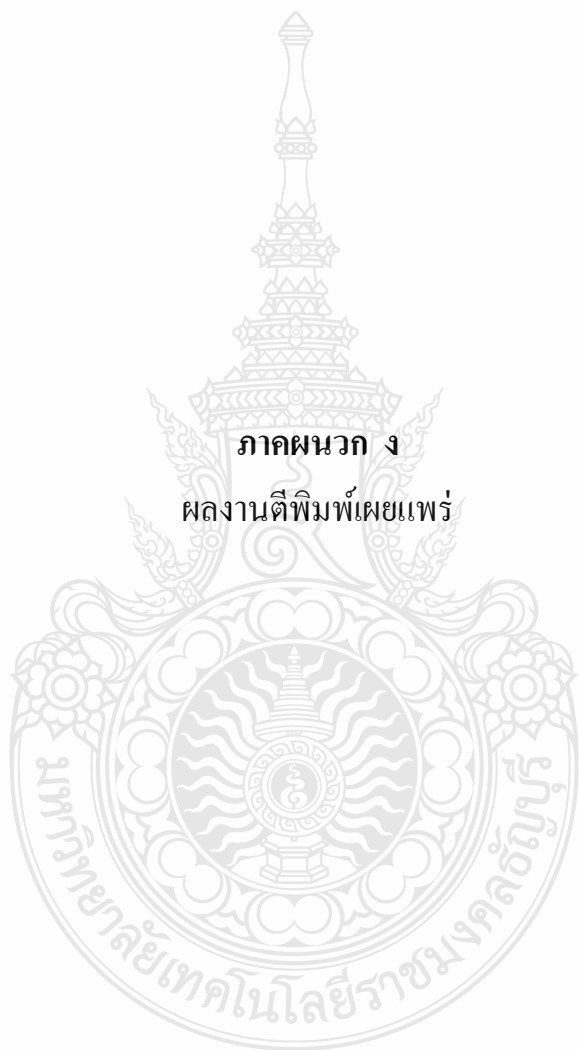 ภาคผนวก ง
ผลงานตีพิมพ์เผยแพร่
มหาวิทยาลัยเทคโนโลยีราชมงคลธัญบุรี